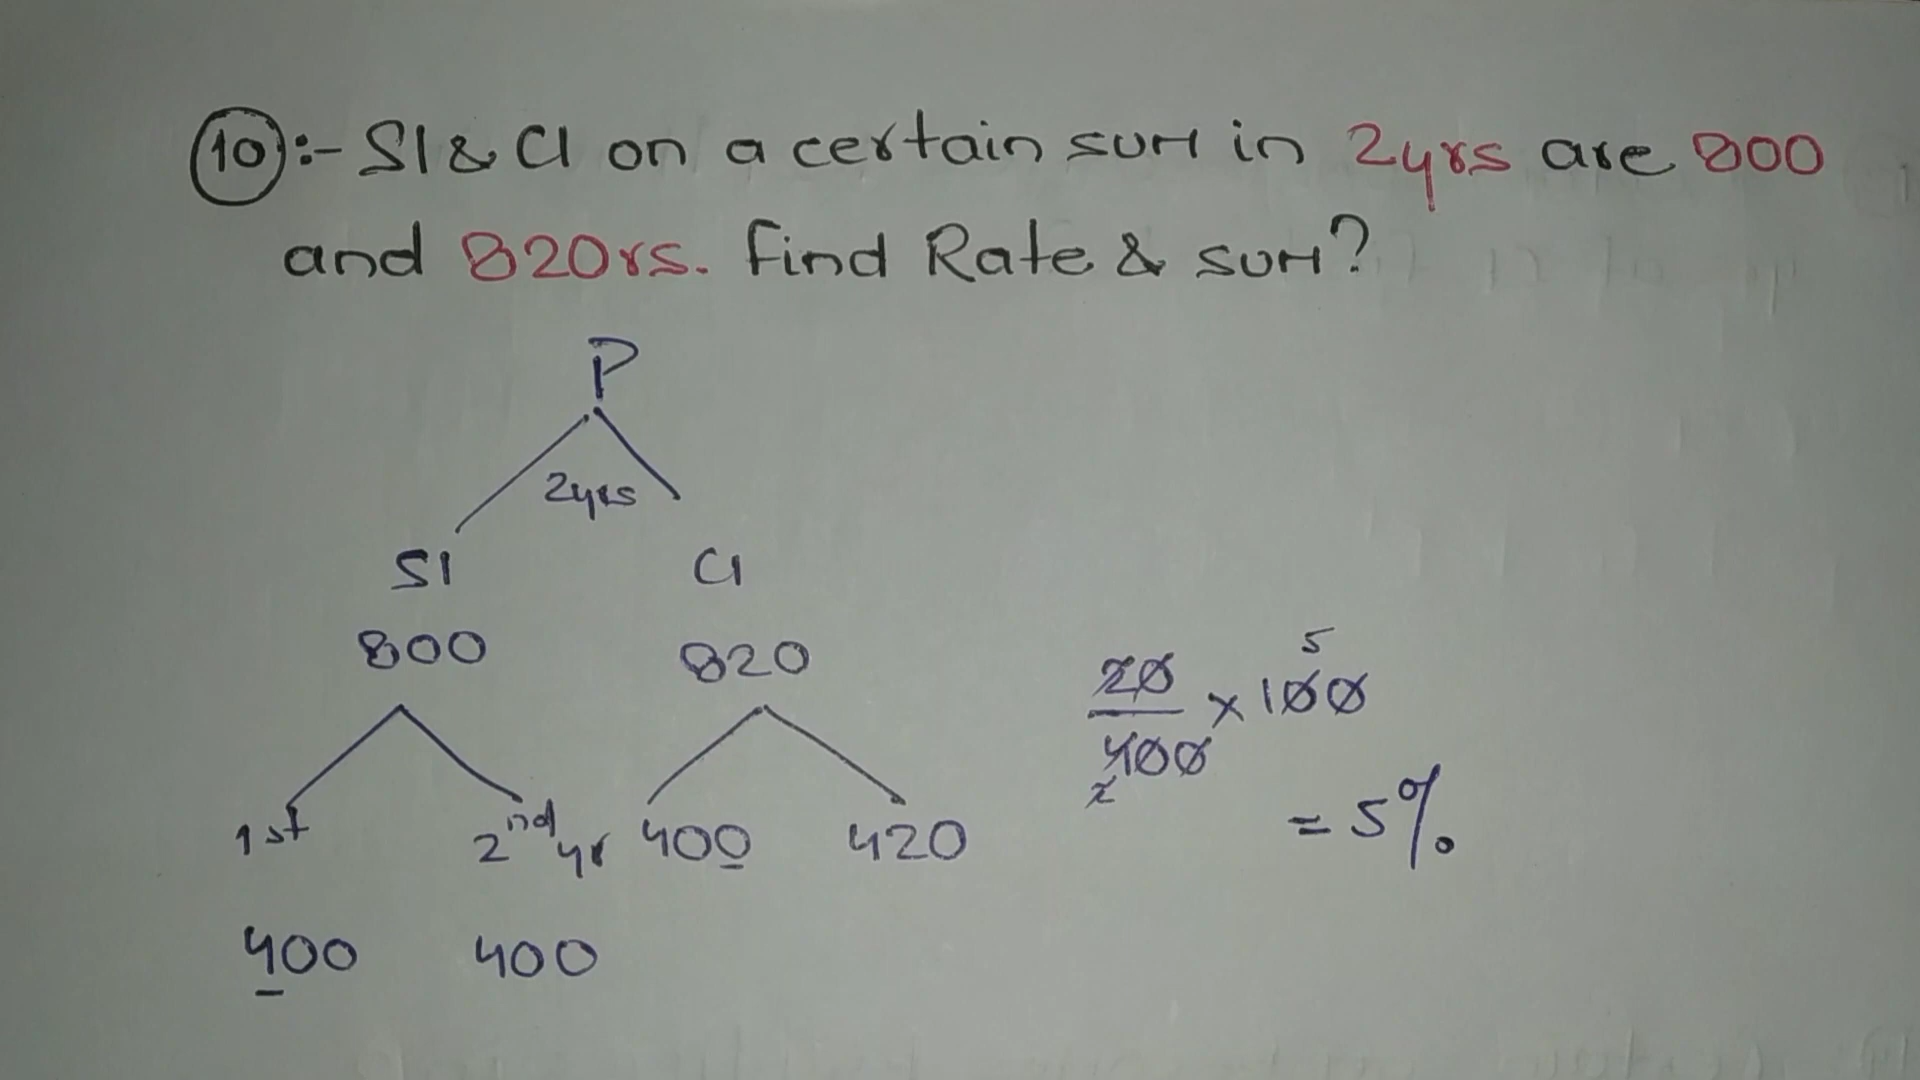 10:- SI & CI on a certain sum in 2yrs are 800
and 820rs. Find Rate & sum?
P
2yrs
SI CI
800 820
20/400 × 100 5
2
= 5%
1st 2nd yr 400 420
400 400